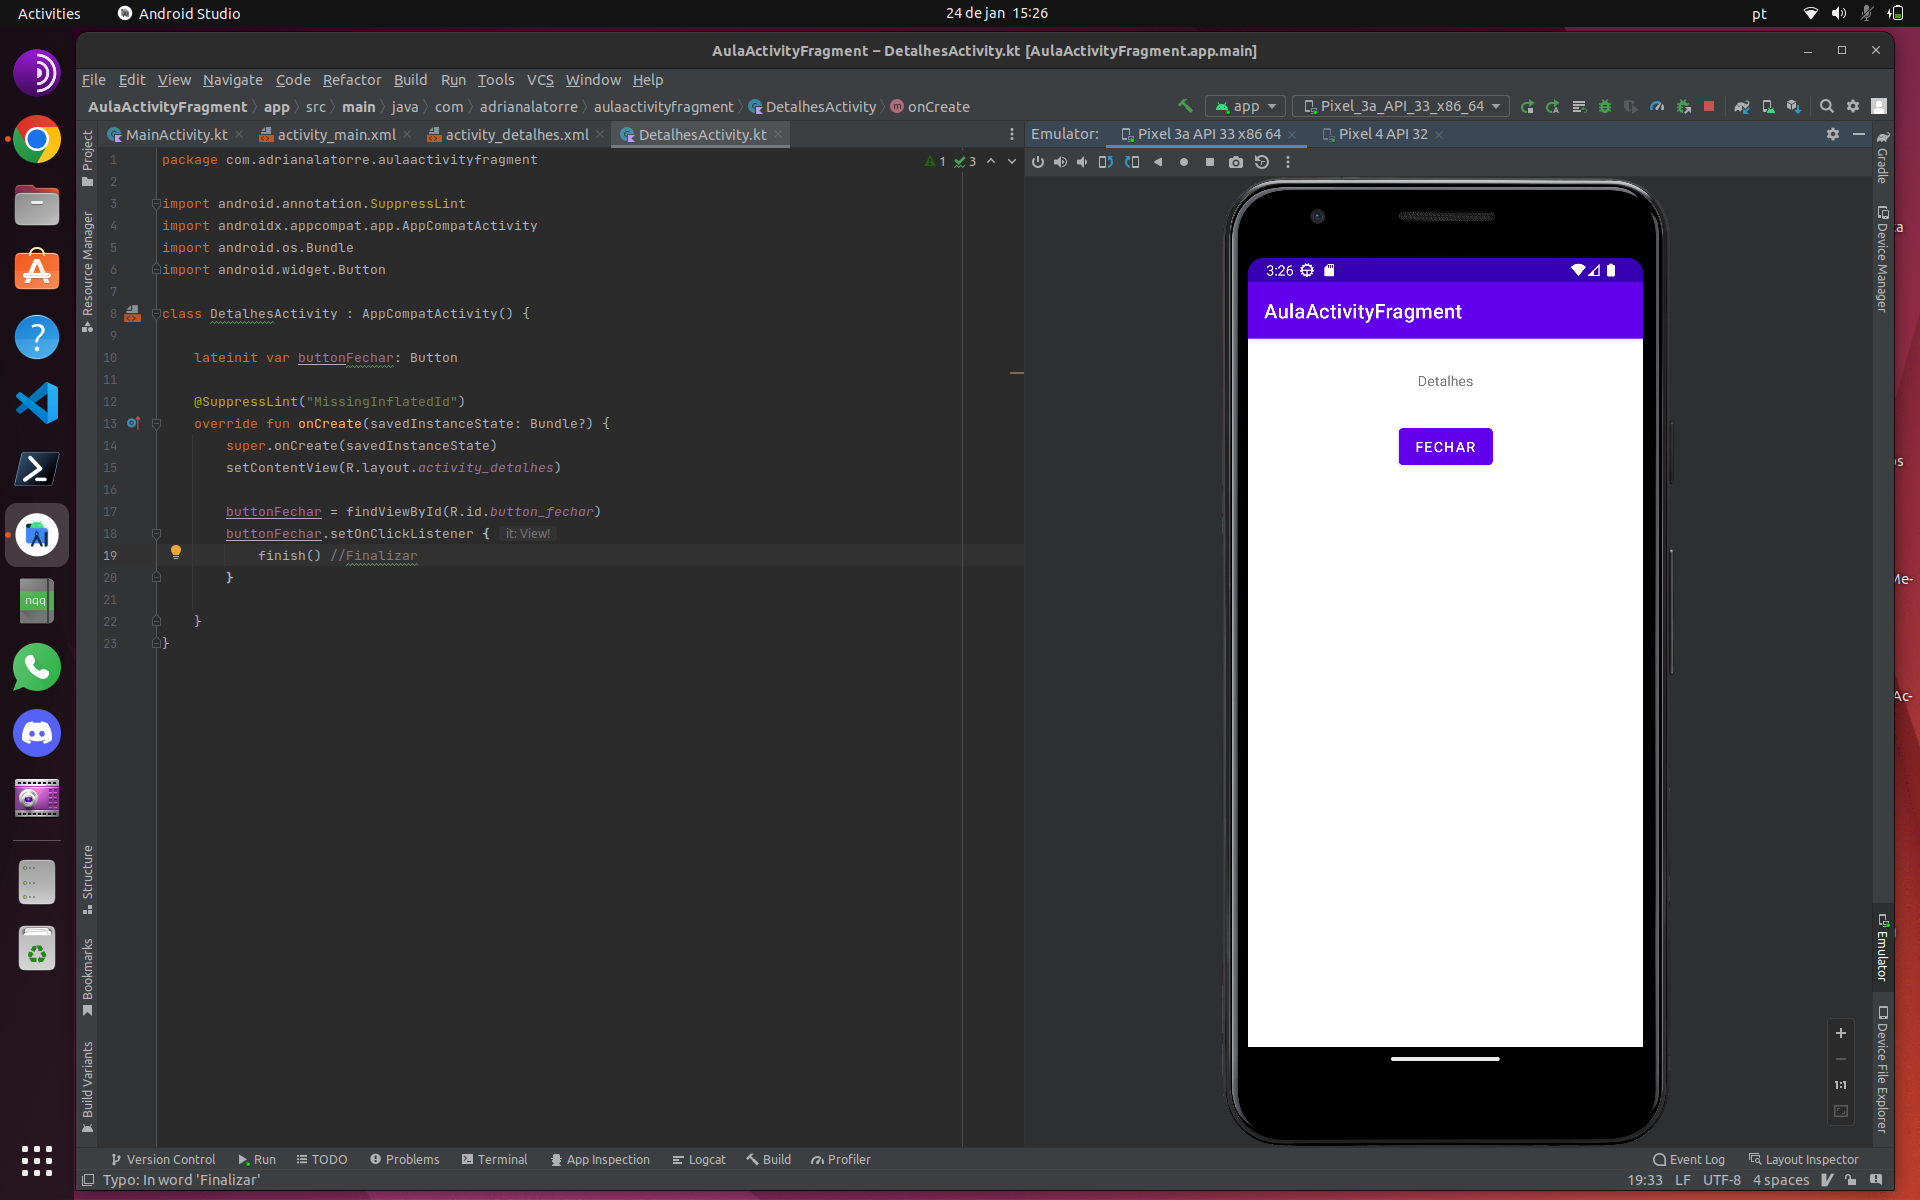 Activities
Android Studio
24 de jan 15:26
pt
AulaActivityFragment – DetalhesActivity.kt [AulaActivityFragment.app.main]
File Edit View Navigate Code Refactor Build Run Tools VCS Window Help
AulaActivityFragment app src main java com adrianalatorre aulaactivityfragment DetalhesActivity onCreate
app
Pixel_3a_API_33_x86_64
MainActivity.kt
activity_main.xml
activity_detalhes.xml
DetalhesActivity.kt
Emulator:
Pixel 3a API 33 x86 64
Pixel 4 API 32
1 3
Project
Resource Manager
Structure
Bookmarks
Build Variants
1 package com.adrianalatorre.aulaactivityfragment
2
3 import android.annotation.SuppressLint
4 import androidx.appcompat.app.AppCompatActivity
5 import android.os.Bundle
6 import android.widget.Button
7
8 class DetalhesActivity : AppCompatActivity() {
9
10 lateinit var buttonFechar: Button
11
12 @SuppressLint("MissingInflatedId")
13 override fun onCreate(savedInstanceState: Bundle?) {
14 super.onCreate(savedInstanceState)
15 setContentView(R.layout.activity_detalhes)
16
17 buttonFechar = findViewById(R.id.button_fechar)
18 buttonFechar.setOnClickListener { it: View!
19 finish() //Finalizar
20 }
21
22 }
23 }
3:26
AulaActivityFragment
Detalhes
FECHAR
Gradle
Device Manager
Emulator
Device File Explorer
1:1
nqq
Me-
Ac-
Version Control Run TODO Problems Terminal App Inspection Logcat Build Profiler
Event Log Layout Inspector
Typo: In word 'Finalizar'
19:33 LF UTF-8 4 spaces